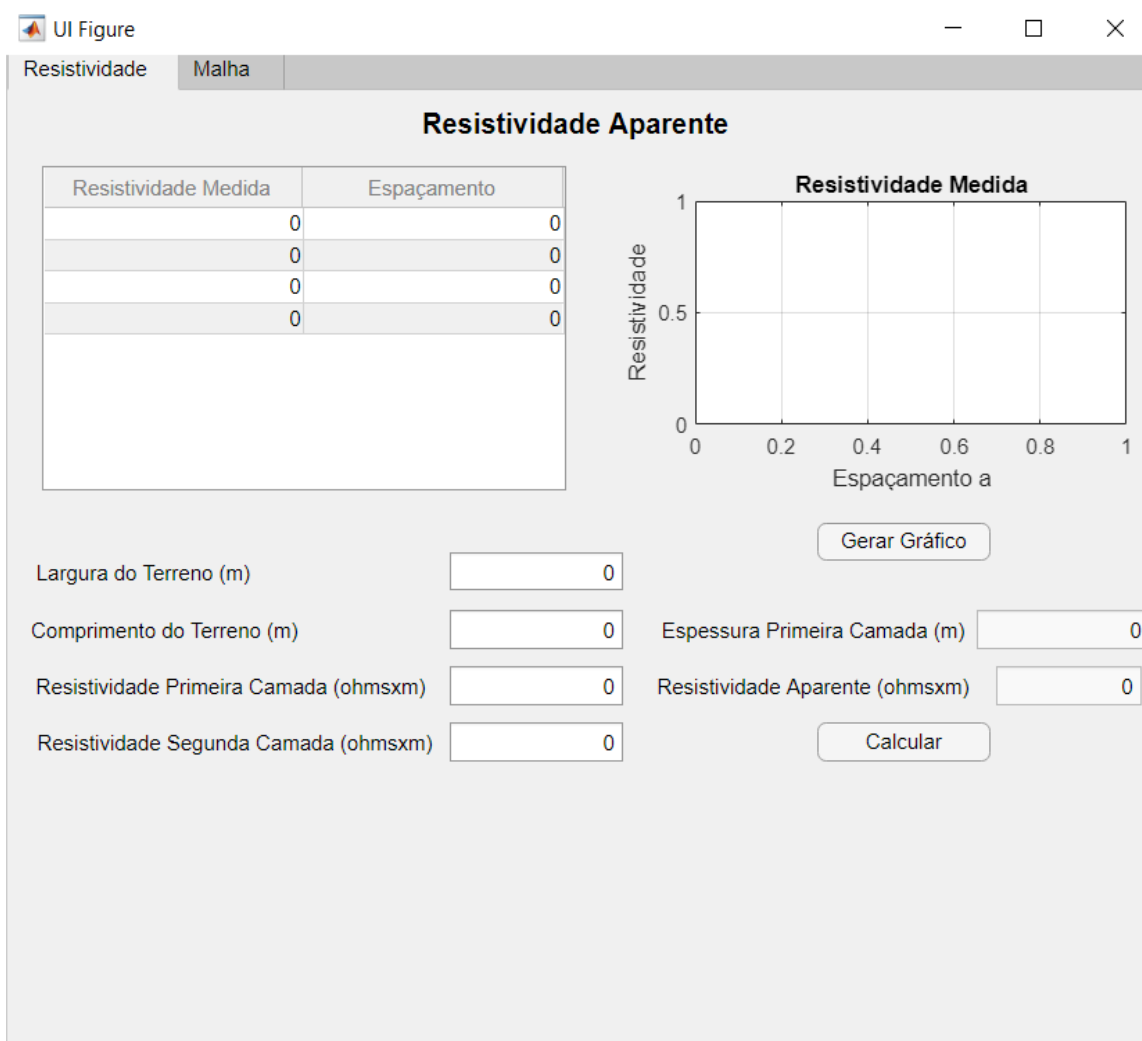 UI Figure
Resistividade Malha
Resistividade Aparente
Resistividade Medida Espaçamento
0 0
0 0
0 0
0 0
Resistividade Medida
Resistividade
1
0.5
0
0 0.2 0.4 0.6 0.8 1
Espaçamento a
Gerar Gráfico
Largura do Terreno (m) 0
Comprimento do Terreno (m) 0
Espessura Primeira Camada (m) 0
Resistividade Primeira Camada (ohmsxm) 0
Resistividade Aparente (ohmsxm) 0
Resistividade Segunda Camada (ohmsxm) 0
Calcular